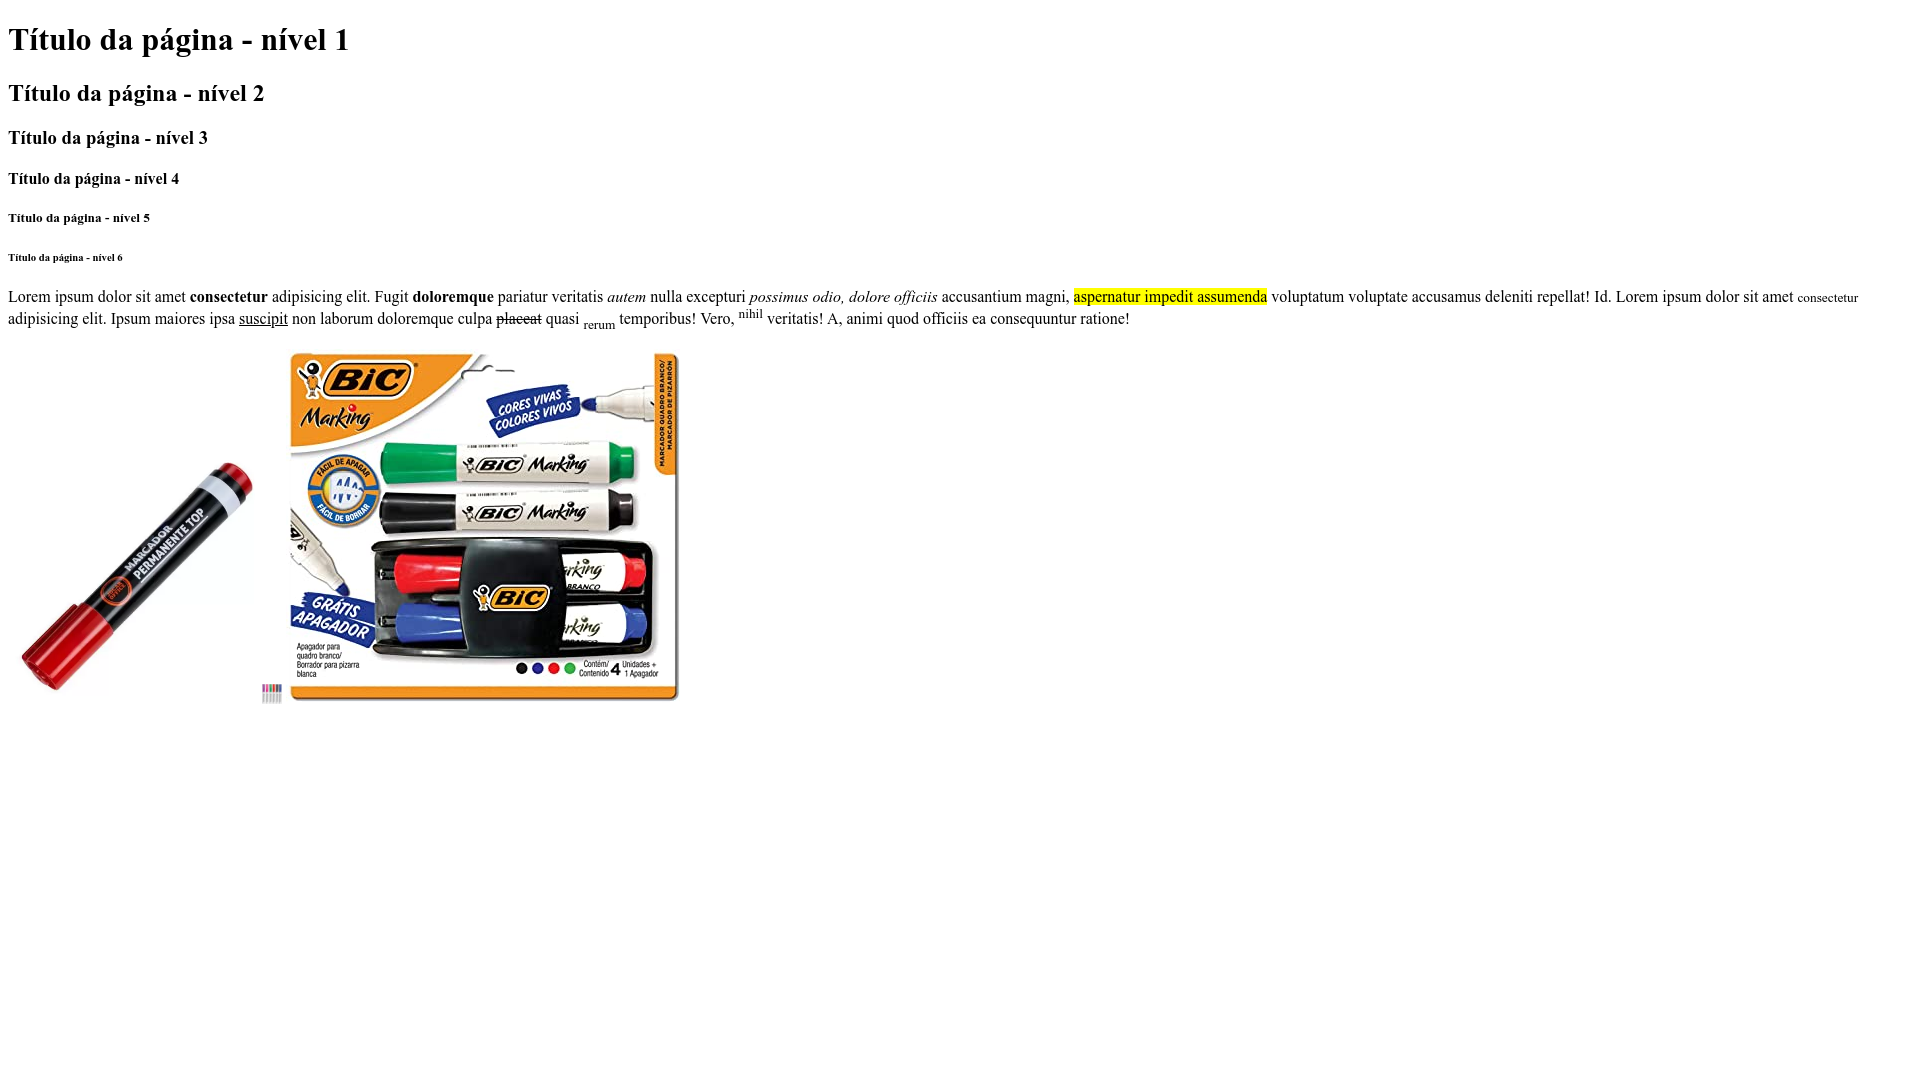 Título da página - nível 1
Título da página - nível 2
Título da página - nível 3
Título da página - nível 4
Título da página - nível 5
Título da página - nível 6
Lorem ipsum dolor sit amet consectetur adipisicing elit. Fugit doloremque pariatur veritatis autem nulla excepturi possimus odio, dolore officiis accusantium magni, aspernatur impedit assumenda voluptatum voluptate accusamus deleniti repellat! Id. Lorem ipsum dolor sit amet consectetur
adipisicing elit. Ipsum maiores ipsa suscipit non laborum doloremque culpa placeat quasi rerum temporibus! Vero, nihil veritatis! A, animi quod officiis ea consequuntur ratione!
MARCADOR
PERMANENTE TOP
BIC
Marking
CORES VIVAS
COLORES VIVOS
MARCADOR QUADRO BRANCO/
MARCADOR DE PIZARRÓN
FÁCIL DE APAGAR
FÁCIL DE BORRAR
BIC Marking
BIC Marking
BIC
arking
BRANCO
arking
BRANCO
GRÁTIS
APAGADOR
Apagador para
quadro branco/
Borrador para pizarra
blanca
Contém/
Contenido 4 Unidades +
1 Apagador